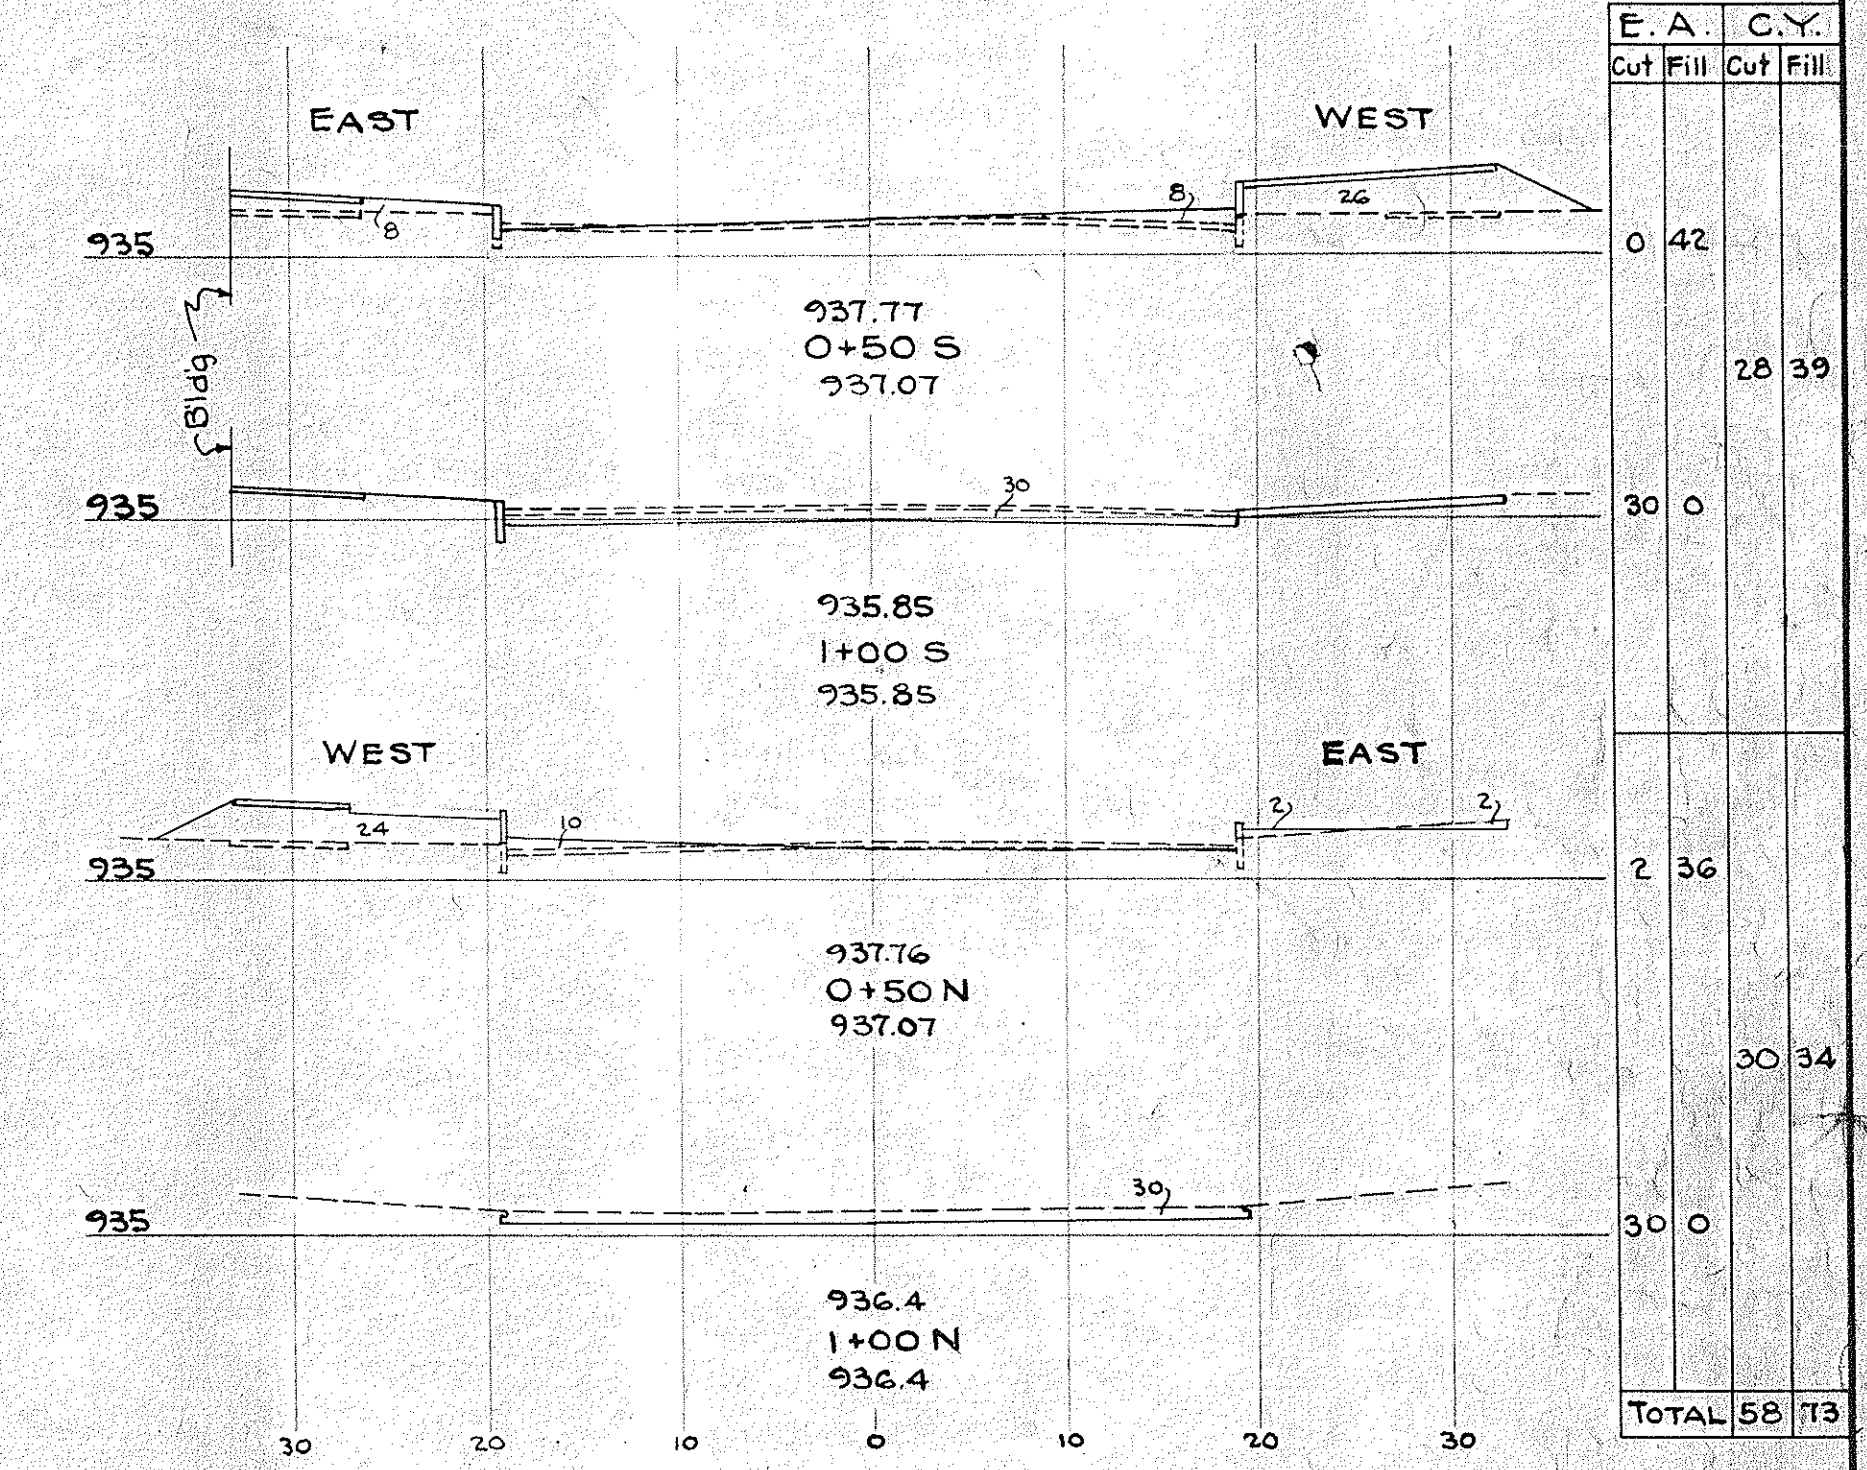 E. A. C.Y.
Cut Fill Cut Fill
EAST WEST
8 8 26
935 0 42
Bldg
937.77
0+50 S
937.07
28 39
30
935 30 0
935.85
1+00 S
935.85
WEST EAST
24 10 2 2
935 2 36
937.76
0+50 N
937.07
30 34
30
935 30 0
936.4
1+00 N
936.4
TOTAL 58 73
30 20 10 0 10 20 30